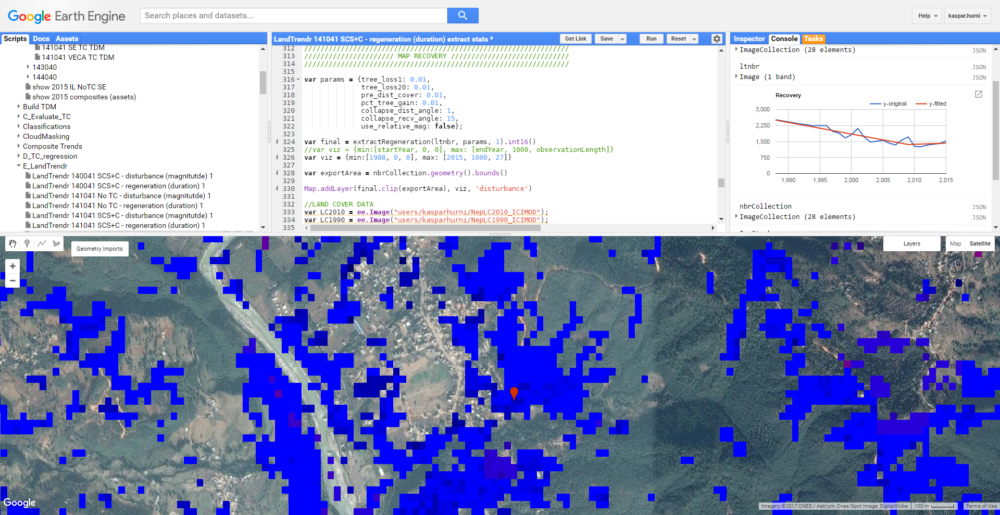 Google Earth Engine
Search places and datasets...
Help
kaspar.hurni
Scripts
Docs
Assets
141041 SE TC TDM
141041 VECA TC TDM
143040
144040
show 2015 IL NoTC SE
show 2015 composites (assets)
Build TDM
C_Evaluate_TC
Classifications
CloudMasking
Composite Trends
D_TC_regression
E_LandTrendr
LandTrendr 140041 SCS+C - disturbance (magnitutde) 1
LandTrendr 140041 SCS+C - regeneration (duration) 1
LandTrendr 141041 No TC - disturbance (magnitutde) 1
LandTrendr 141041 No TC - regeneration (duration) 1
LandTrendr 141041 SCS+C - disturbance (magnitutde) 1
LandTrendr 141041 SCS+C - regeneration (duration) 1
LandTrendr 141041 SCS+C - regeneration (duration) extract stats *
Get Link
Save
Run
Reset
312 /////////////////////////////////////////////////////////////////
313 ////////////////////// MAP RECOVERY /////////////////////////////
314 /////////////////////////////////////////////////////////////////
315
316 var params = {tree_loss1: 0.01,
317 tree_loss20: 0.01,
318 pre_dist_cover: 0.01,
319 pct_tree_gain: 0.01,
320 collapse_dist_angle: 1,
321 collapse_recv_angle: 15,
322 use_relative_mag: false};
323
i 324 var final = extractRegeneration(ltnbr, params, 1).int16()
325 //var viz = {min:[startYear, 0, 0], max: [endYear, 1000, observationLength]}
i 326 var viz = {min:[1988, 0, 0], max: [2015, 1000, 27]}
327
i 328 var exportArea = nbrCollection.geometry().bounds()
329
i 330 Map.addLayer(final.clip(exportArea), viz, 'disturbance')
331
332 //LAND COVER DATA
333 var LC2010 = ee.Image("users/kasparhurni/NepLC2010_ICIMOD");
334 var LC1990 = ee.Image("users/kasparhurni/NepLC1990_ICIMOD");
335
Inspector
Console
Tasks
ImageCollection (28 elements)
JSON
ltnbr
JSON
Image (1 band)
JSON
Recovery
y-original
y-fitted
3,000
2,250
1,500
750
0
1,990
1,995
2,000
2,005
2,010
2,015
nbrCollection
JSON
ImageCollection (28 elements)
JSON
Geometry Imports
+
−
Layers
Map
Satellite
Google
Imagery ©2017 CNES / Astrium, Cnes/Spot Image, DigitalGlobe
100 m
Terms of Use